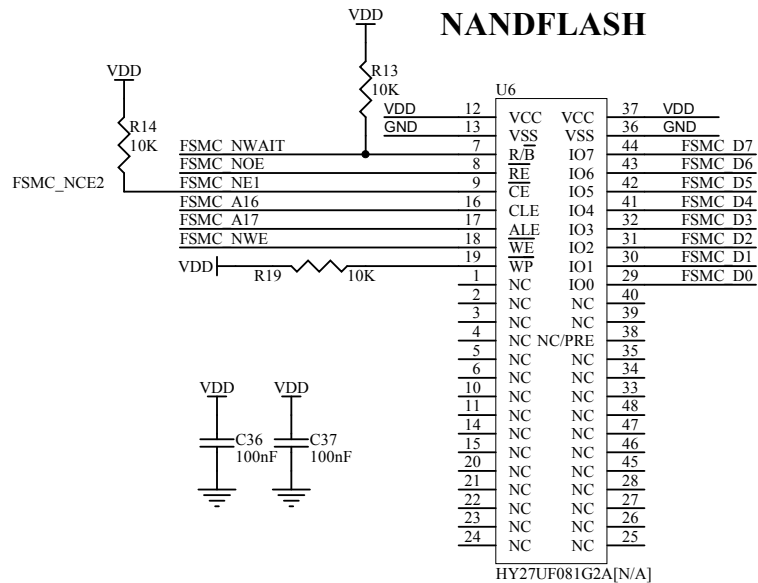 NANDFLASH
VDD
R13
10K
VDD
R14
10K
U6
VDD 12 VCC VCC 37 VDD
GND 13 VSS VSS 36 GND
FSMC_NWAIT 7 R/B IO7 44 FSMC_D7
FSMC_NOE 8 RE IO6 43 FSMC_D6
FSMC_NCE2 FSMC_NE1 9 CE IO5 42 FSMC_D5
FSMC_A16 16 CLE IO4 41 FSMC_D4
FSMC_A17 17 ALE IO3 32 FSMC_D3
FSMC_NWE 18 WE IO2 31 FSMC_D2
VDD R19 10K 19 WP IO1 30 FSMC_D1
1 NC IO0 29 FSMC_D0
2 NC NC 40
3 NC NC 39
4 NC NC/PRE 38
5 NC NC 35
6 NC NC 34
10 NC NC 33
11 NC NC 48
14 NC NC 47
15 NC NC 46
20 NC NC 45
21 NC NC 28
22 NC NC 27
23 NC NC 26
24 NC NC 25
VDD VDD
C36 C37
100nF 100nF
HY27UF081G2A[N/A]